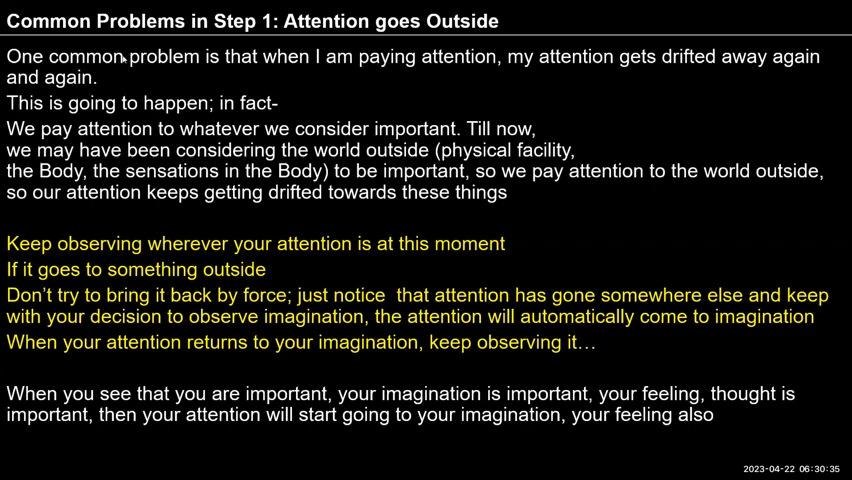 Common Problems in Step 1: Attention goes Outside
One common problem is that when I am paying attention, my attention gets drifted away again
and again.
This is going to happen; in fact-
We pay attention to whatever we consider important. Till now,
we may have been considering the world outside (physical facility,
the Body, the sensations in the Body) to be important, so we pay attention to the world outside,
so our attention keeps getting drifted towards these things
Keep observing wherever your attention is at this moment
If it goes to something outside
Don't try to bring it back by force; just notice  that attention has gone somewhere else and keep
with your decision to observe imagination, the attention will automatically come to imagination
When your attention returns to your imagination, keep observing it…
When you see that you are important, your imagination is important, your feeling, thought is
important, then your attention will start going to your imagination, your feeling also
2023-04-22 06:30:35